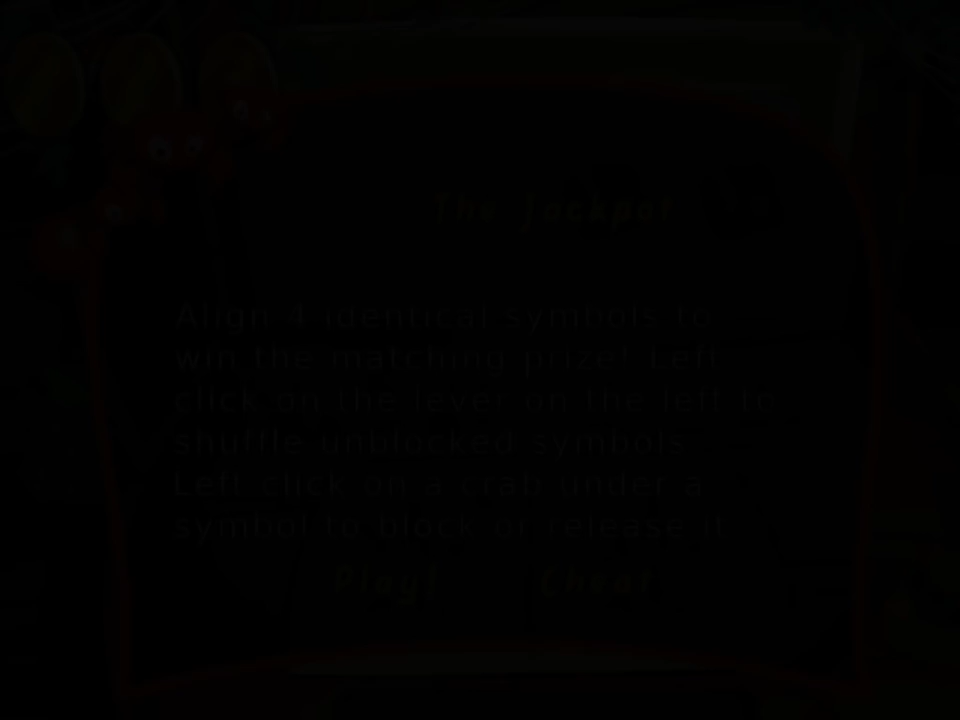 The Jackpot
Align 4 identical symbols to
win the matching prize! Left
click on the lever on the left to
shuffle unblocked symbols.
Left click on a crab under a
symbol to block or release it.
Play! Cheat